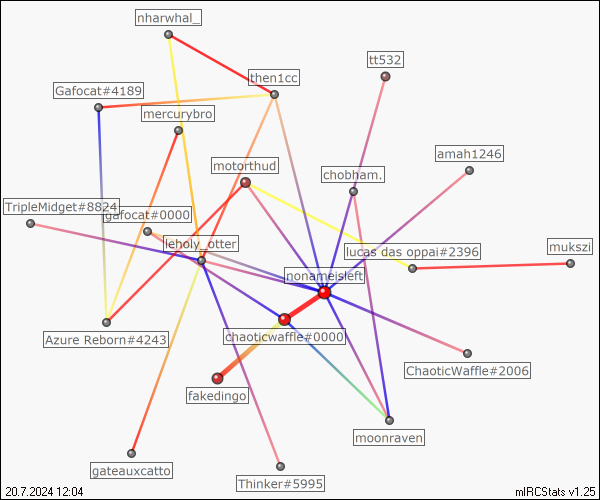 nharwhal_
tt532
then1cc
Gafocat#4189
mercurybro
amah1246
motorthud
chobham.
TripleMidget#8824
gafocat#0000
leholy_otter
lucas das oppai#2396
mukszi
nonameisleft
chaoticwaffle#0000
Azure Reborn#4243
ChaoticWaffle#2006
fakedingo
moonraven
gateauxcatto
Thinker#5995
20.7.2024 12:04
mIRCStats v1.25